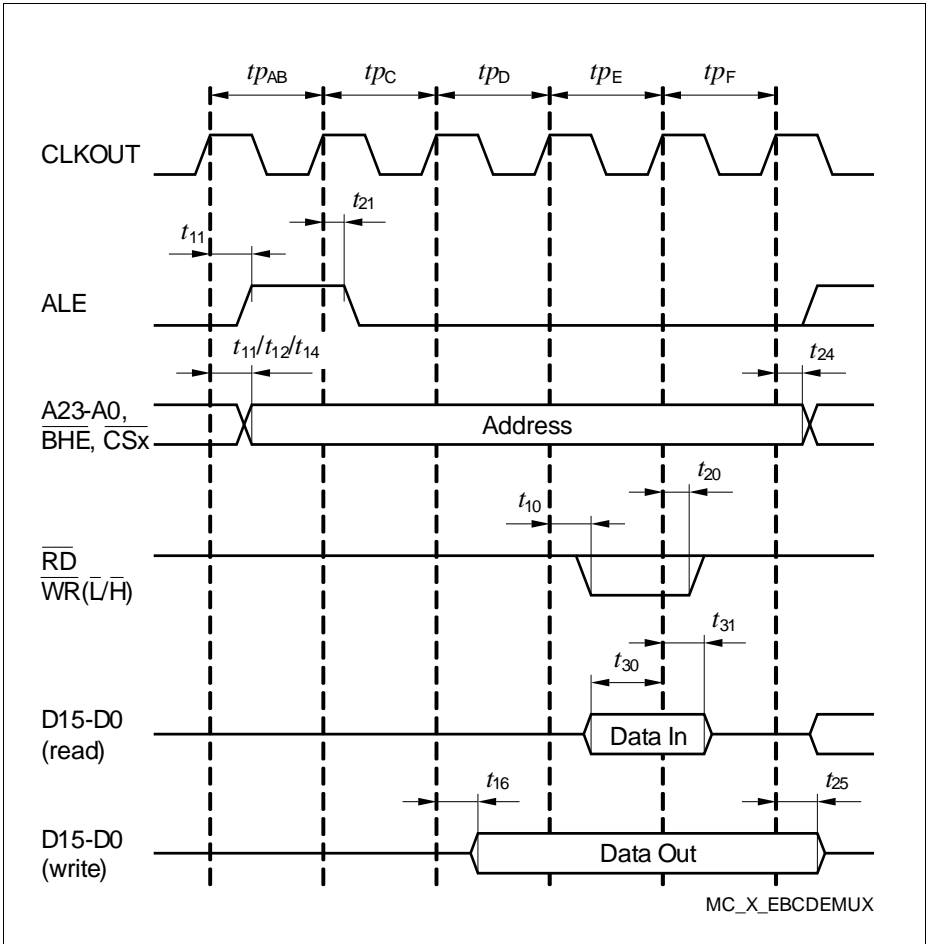 tpAB tpC tpD tpE tpF
CLKOUT
t21
t11
ALE
t11/t12/t14 t24
A23-A0,
BHE, CSx
Address
t20
t10
RD
WR(L/H)
t31
t30
D15-D0
(read)
Data In
t16 t25
D15-D0
(write)
Data Out
MC_X_EBCDEMUX